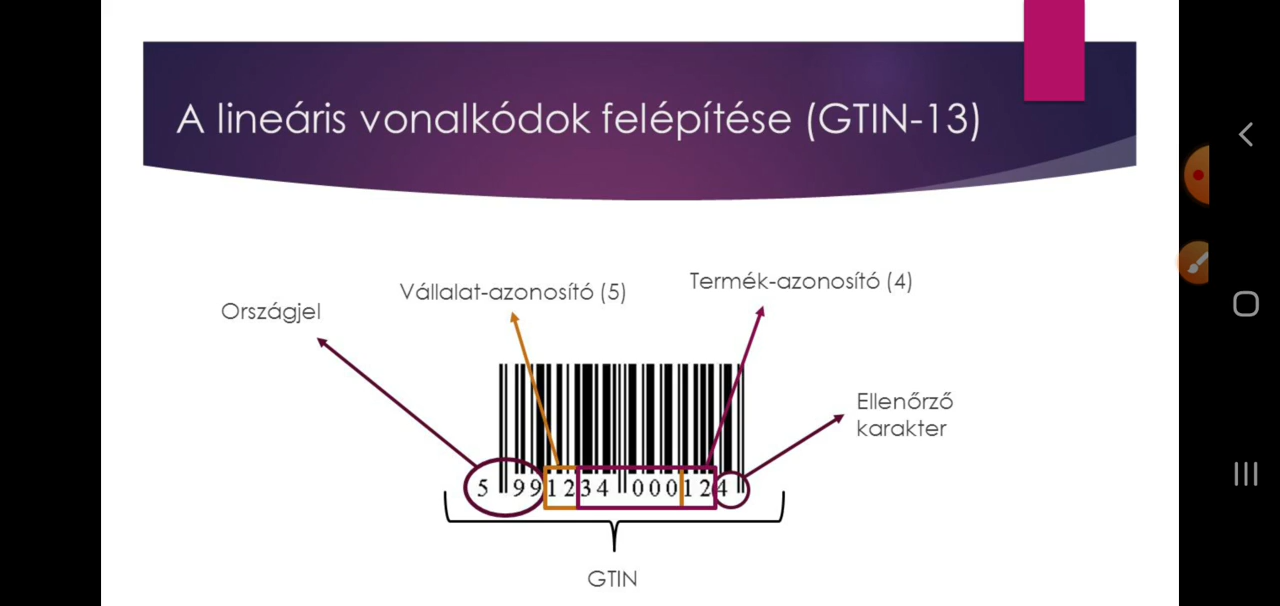 A lineáris vonalkódok felépítése (GTIN-13)
Országjel
Vállalat-azonosító (5)
Termék-azonosító (4)
Ellenőrző
karakter
5 991234 000124
GTIN